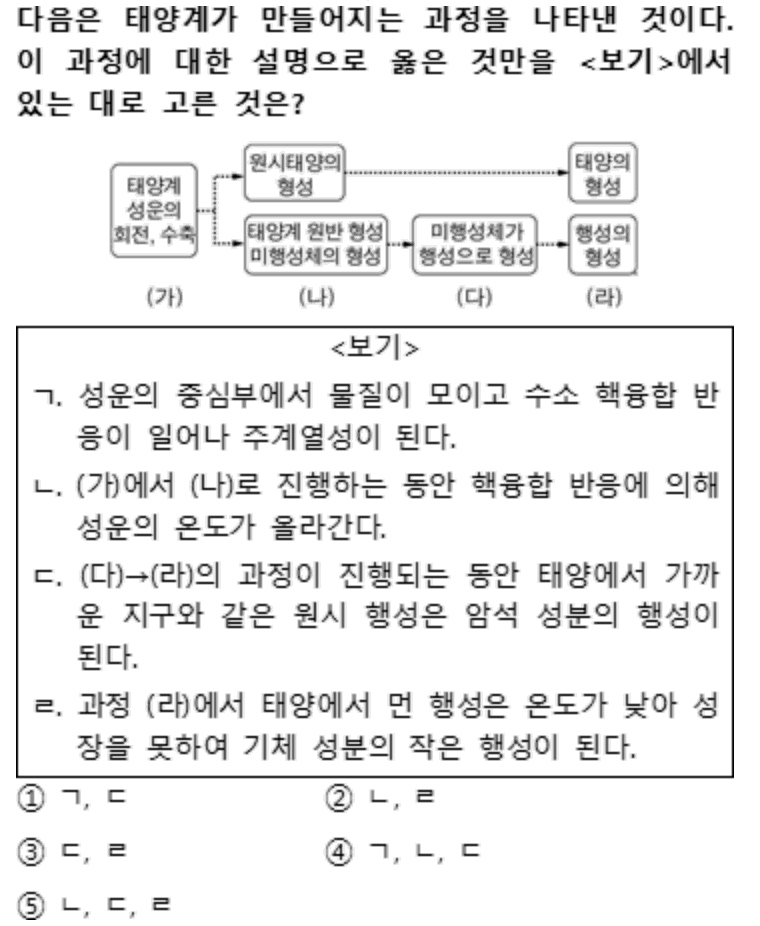 다음은 태양계가 만들어지는 과정을 나타낸 것이다.
이 과정에 대한 설명으로 옳은 것만을 <보기>에서
있는 대로 고른 것은?
태양계
성운의
회전, 수축
(가)
원시태양의
형성
태양계 원반 형성
미행성체의 형성
(나)
미행성체가
행성으로 형성
(다)
태양의
형성
행성의
형성
(라)
<보기>
ㄱ. 성운의 중심부에서 물질이 모이고 수소 핵융합 반
응이 일어나 주계열성이 된다.
ㄴ. (가)에서 (나)로 진행하는 동안 핵융합 반응에 의해
성운의 온도가 올라간다.
ㄷ. (다)→(라)의 과정이 진행되는 동안 태양에서 가까
운 지구와 같은 원시 행성은 암석 성분의 행성이
된다.
ㄹ. 과정 (라)에서 태양에서 먼 행성은 온도가 낮아 성
장을 못하여 기체 성분의 작은 행성이 된다.
① ㄱ, ㄷ ② ㄴ, ㄹ
③ ㄷ, ㄹ ④ ㄱ, ㄴ, ㄷ
⑤ ㄴ, ㄷ, ㄹ